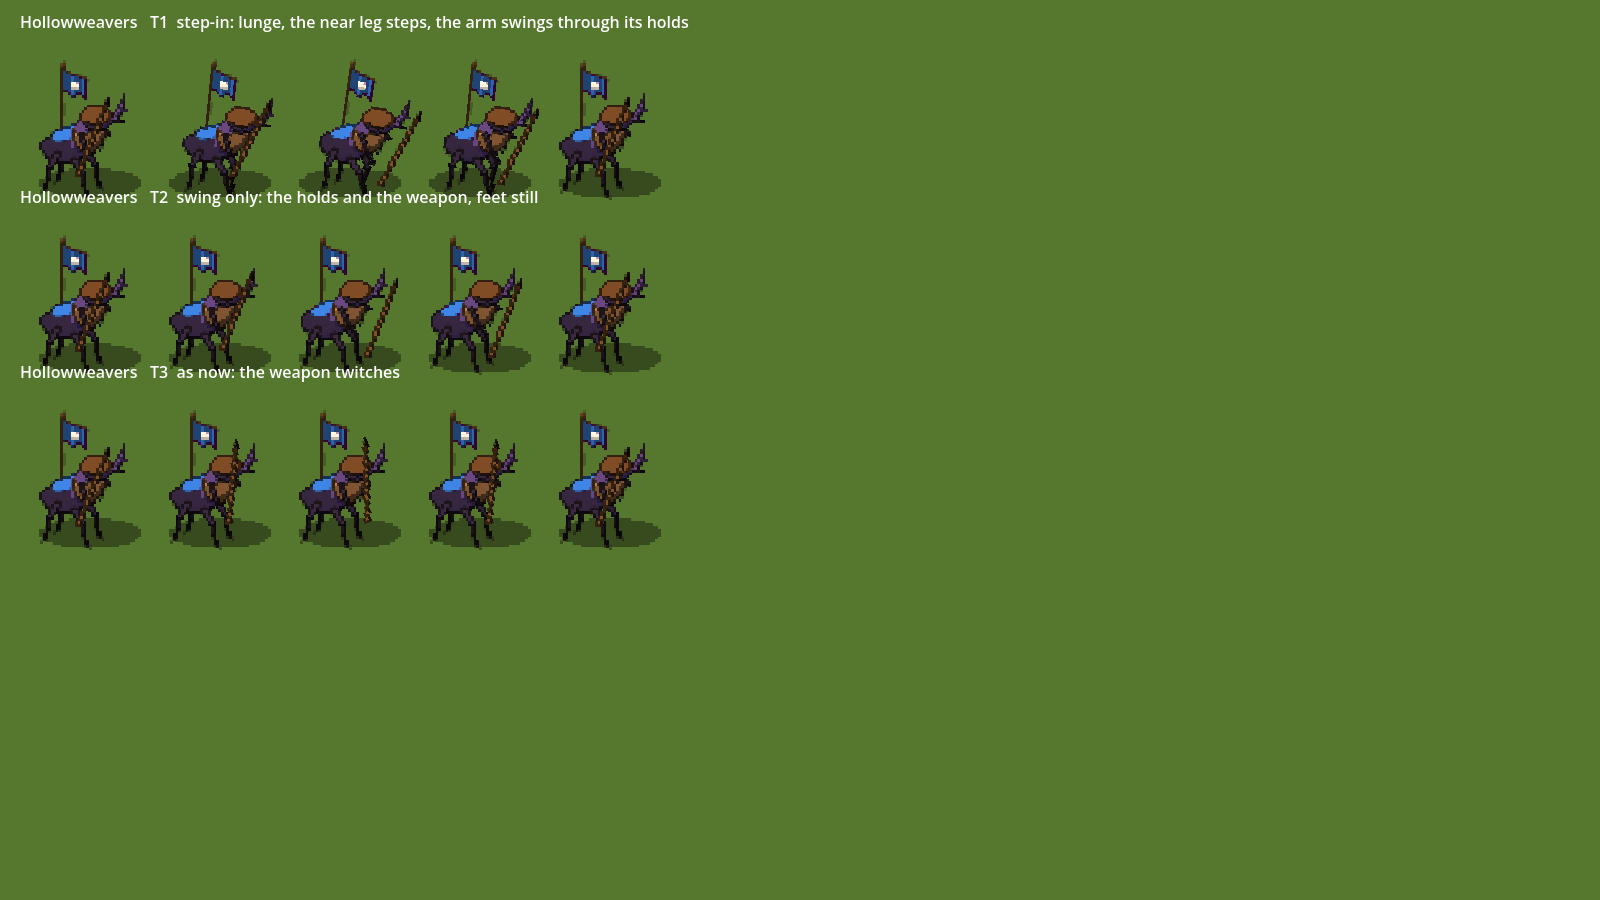 Hollowweavers T1 step-in: lunge, the near leg steps, the arm swings through its holds
Hollowweavers T2 swing only: the holds and the weapon, feet still
Hollowweavers T3 as now: the weapon twitches